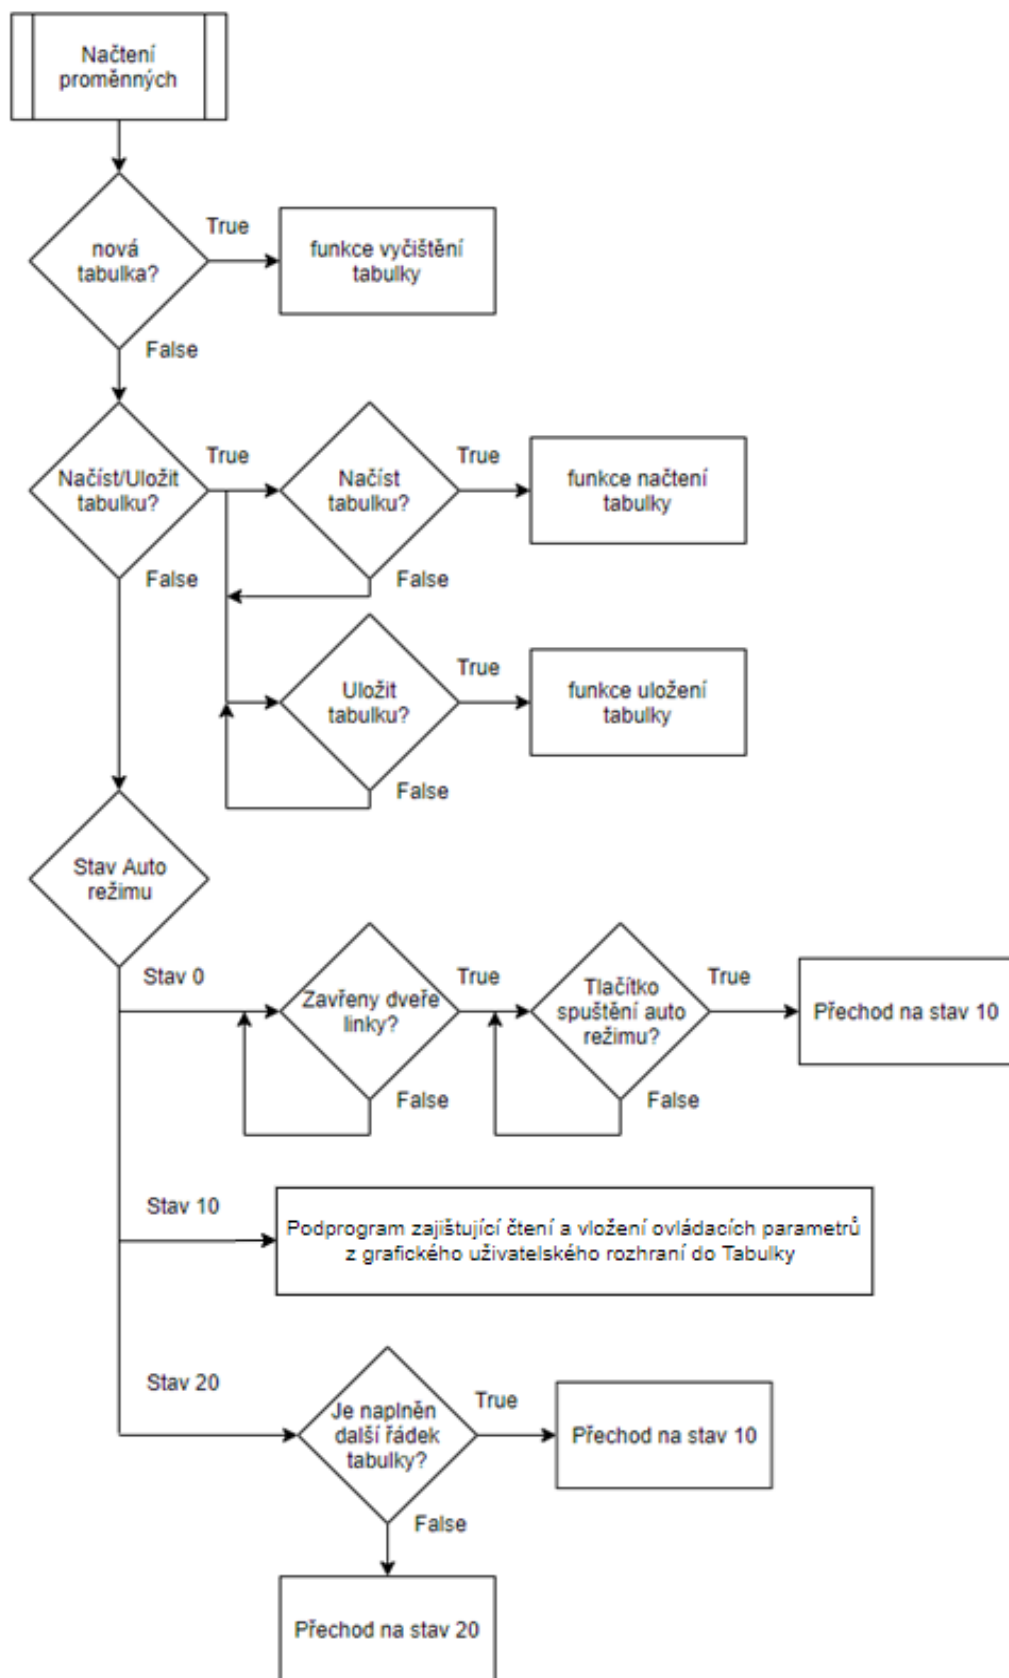 Načtení
proměnných
nová
tabulka?
True
funkce vyčištění
tabulky
False
Načíst/Uložit
tabulku?
True
Načíst
tabulku?
True
funkce načtení
tabulky
False
False
Uložit
tabulku?
True
funkce uložení
tabulky
False
Stav Auto
režimu
Stav 0
Zavřeny dveře
linky?
True
Tlačítko
spuštění auto
režimu?
True
Přechod na stav 10
False
False
Stav 10
Podprogram zajištující čtení a vložení ovládacích parametrů
z grafického uživatelského rozhraní do Tabulky
Stav 20
Je naplněn
další řádek
tabulky?
True
Přechod na stav 10
False
Přechod na stav 20